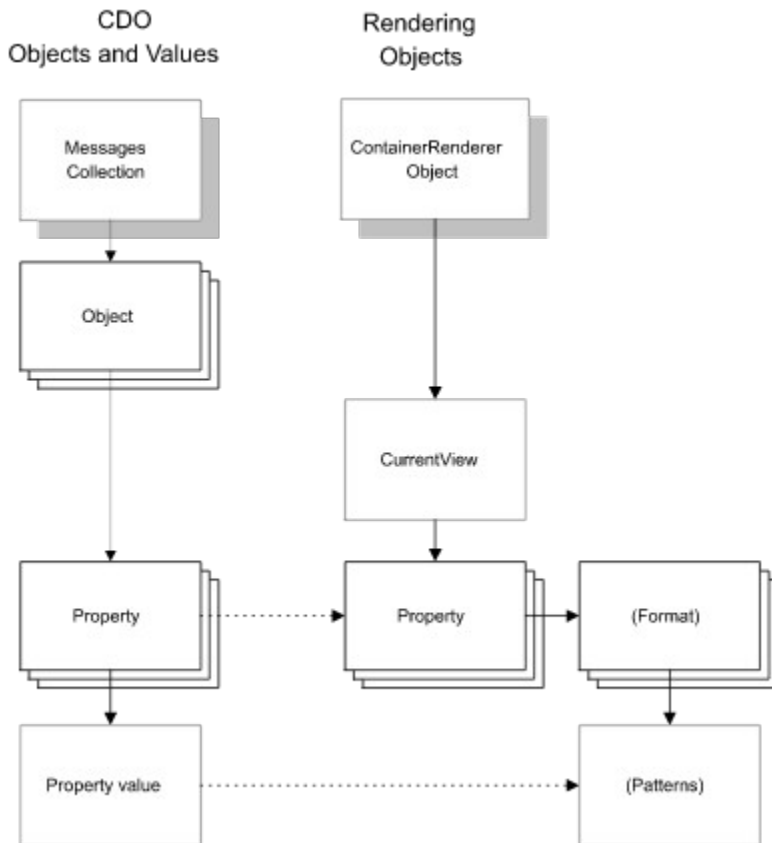 CDO
Objects and Values
Rendering
Objects
Messages
Collection
ContainerRenderer
Object
Object
CurrentView
Property
Property
(Format)
Property value
(Patterns)